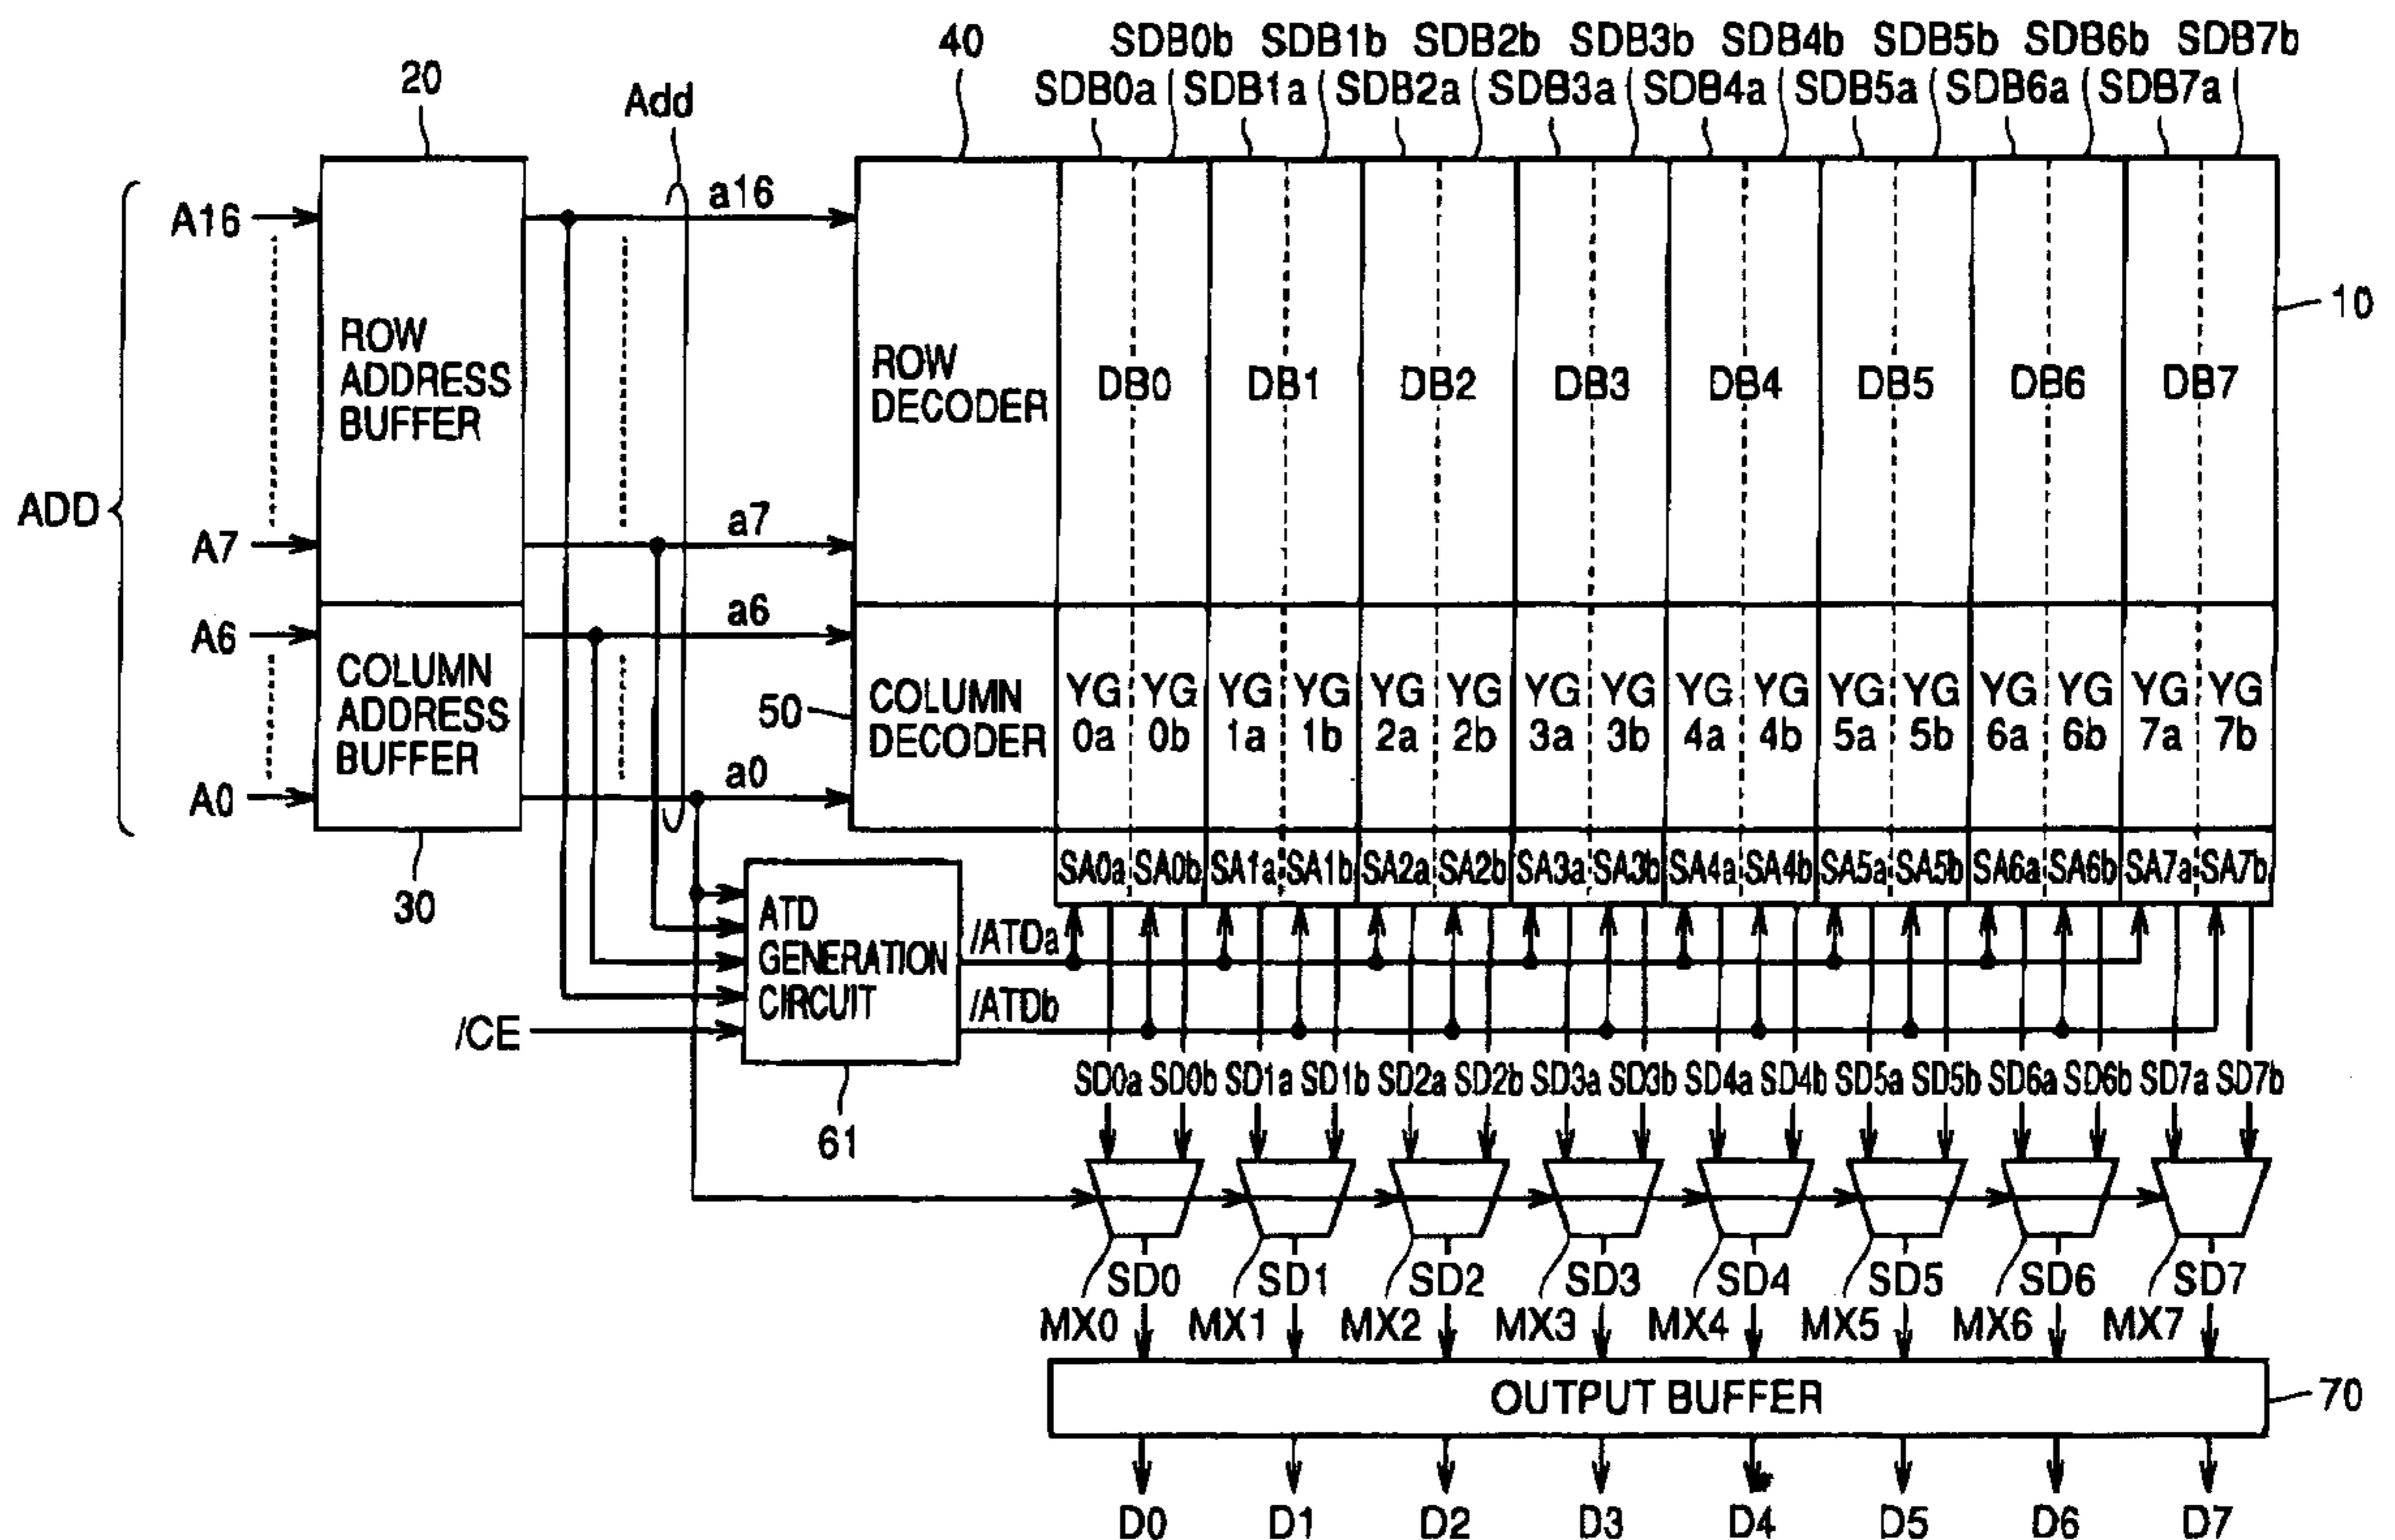 40 SDB0b SDB1b SDB2b SDB3b SDB4b SDB5b SDB6b SDB7b
20 Add SDB0a SDB1a SDB2a SDB3a SDB4a SDB5a SDB6a SDB7a
A16 a16
10
ADD
ROW
ADDRESS
BUFFER
ROW
DECODER
DB0 DB1 DB2 DB3 DB4 DB5 DB6 DB7
A7 a7
A6 a6
COLUMN
ADDRESS
BUFFER
50
COLUMN
DECODER
YG YG YG YG YG YG YG YG YG YG YG YG YG YG YG YG
0a 0b 1a 1b 2a 2b 3a 3b 4a 4b 5a 5b 6a 6b 7a 7b
A0 a0
30
SA0a SA0b SA1a SA1b SA2a SA2b SA3a SA3b SA4a SA4b SA5a SA5b SA6a SA6b SA7a SA7b
ATD
GENERATION
CIRCUIT
/ATDa
/ATDb
/CE
61
SD0a SD0b SD1a SD1b SD2a SD2b SD3a SD3b SD4a SD4b SD5a SD5b SD6a SD6b SD7a SD7b
SD0 SD1 SD2 SD3 SD4 SD5 SD6 SD7
MX0 MX1 MX2 MX3 MX4 MX5 MX6 MX7
OUTPUT BUFFER
70
D0 D1 D2 D3 D4 D5 D6 D7